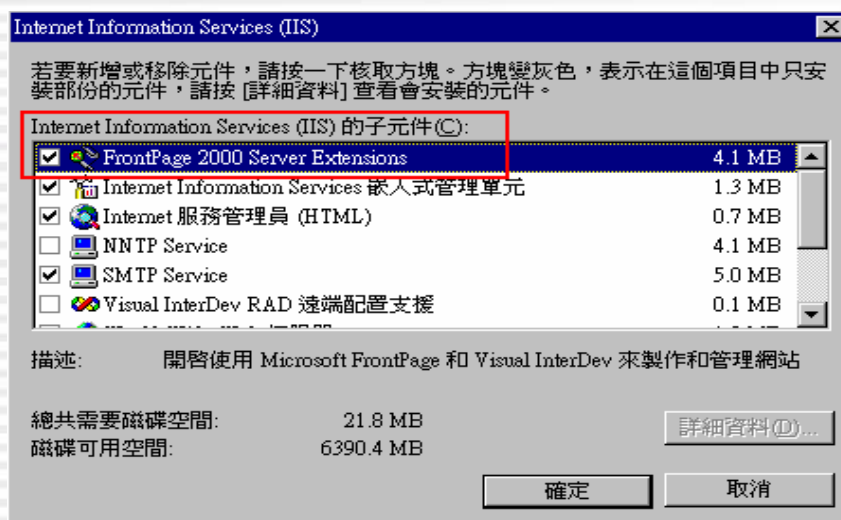 Internet Information Services (IIS)
若要新增或移除元件，請按一下核取方塊。方塊變灰色，表示在這個項目中只安
裝部份的元件，請按 [詳細資料] 查看會安裝的元件。
Internet Information Services (IIS) 的子元件(C):
FrontPage 2000 Server Extensions 4.1 MB
Internet Information Services 嵌入式管理單元 1.3 MB
Internet 服務管理員 (HTML) 0.7 MB
NNTP Service 4.1 MB
SMTP Service 5.0 MB
Visual InterDev RAD 遠端配置支援 0.1 MB
描述: 開啓使用 Microsoft FrontPage 和 Visual InterDev 來製作和管理網站
總共需要磁碟空間: 21.8 MB
詳細資料(D)...
磁碟可用空間: 6390.4 MB
確定 取消